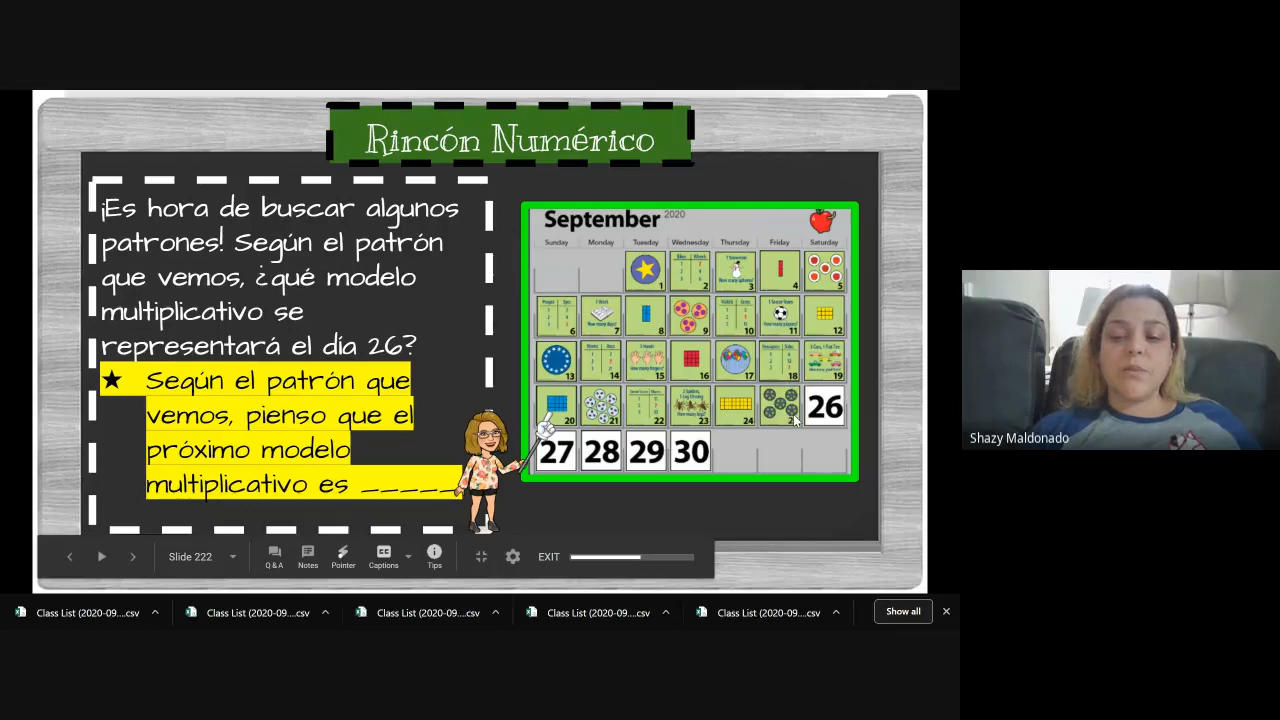 Rincón Numérico
¡Es hora de buscar algunos
patrones! Según el patrón
que vemos, ¿qué modelo
multiplicativo se
representará el día 26?
★ Según el patrón que
vemos, pienso que el
próximo modelo
multiplicativo es _____
September 2020
Sunday Monday Tuesday Wednesday Thursday Friday Saturday
1 2 3 4 5
6 7 8 9 10 11 12
13 14 15 16 17 18 19
20 21 22 23 24 26
27 28 29 30
Slide 222
Q & A
Notes
Pointer
Captions
Tips
EXIT
Class List (2020-09....csv
Class List (2020-09....csv
Class List (2020-09....csv
Class List (2020-09....csv
Class List (2020-09....csv
Show all
Shazy Maldonado